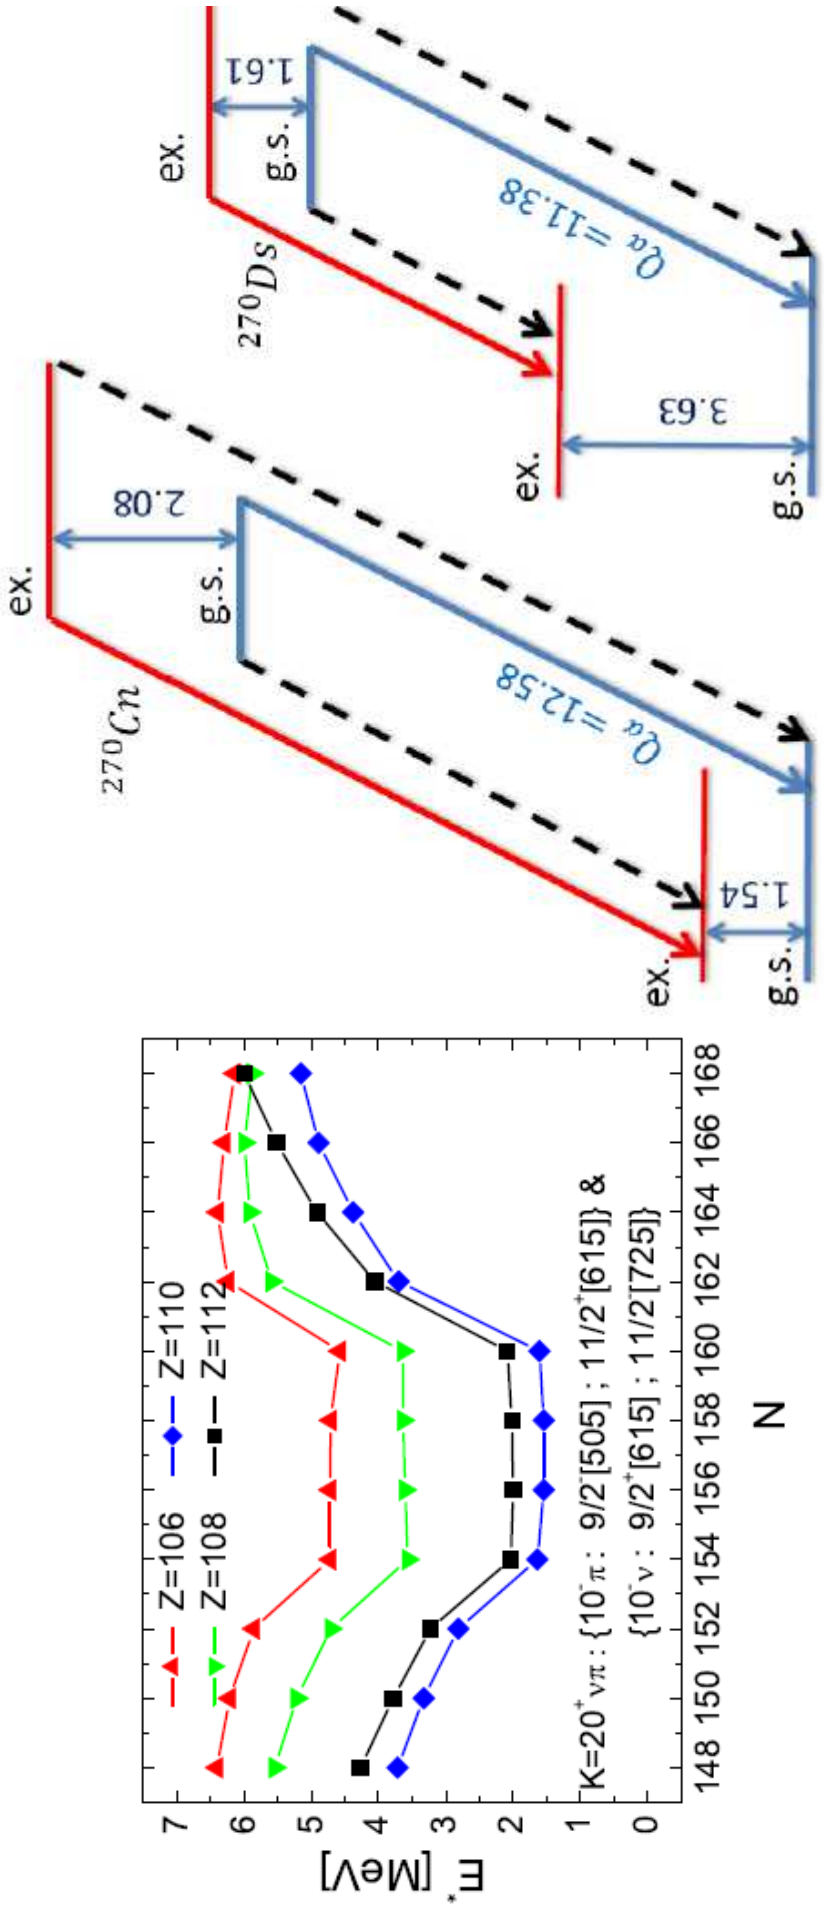 Z=106
Z=110
Z=108
Z=112
7
6
5
4
3
2
1
0
E* [MeV]
K=20⁺νπ: {10⁻π: 9/2⁻[505] ; 11/2⁺[615]} &
{10⁻ν: 9/2⁺[615] ; 11/2⁻[725]}
148 150 152 154 156 158 160 162 164 166 168
N
ex.
²⁷⁰Cn
2.08
g.s.
Qα =12.58
ex.
1.54
g.s.
ex.
²⁷⁰Ds
1.61
g.s.
Qα =11.38
ex.
3.63
g.s.